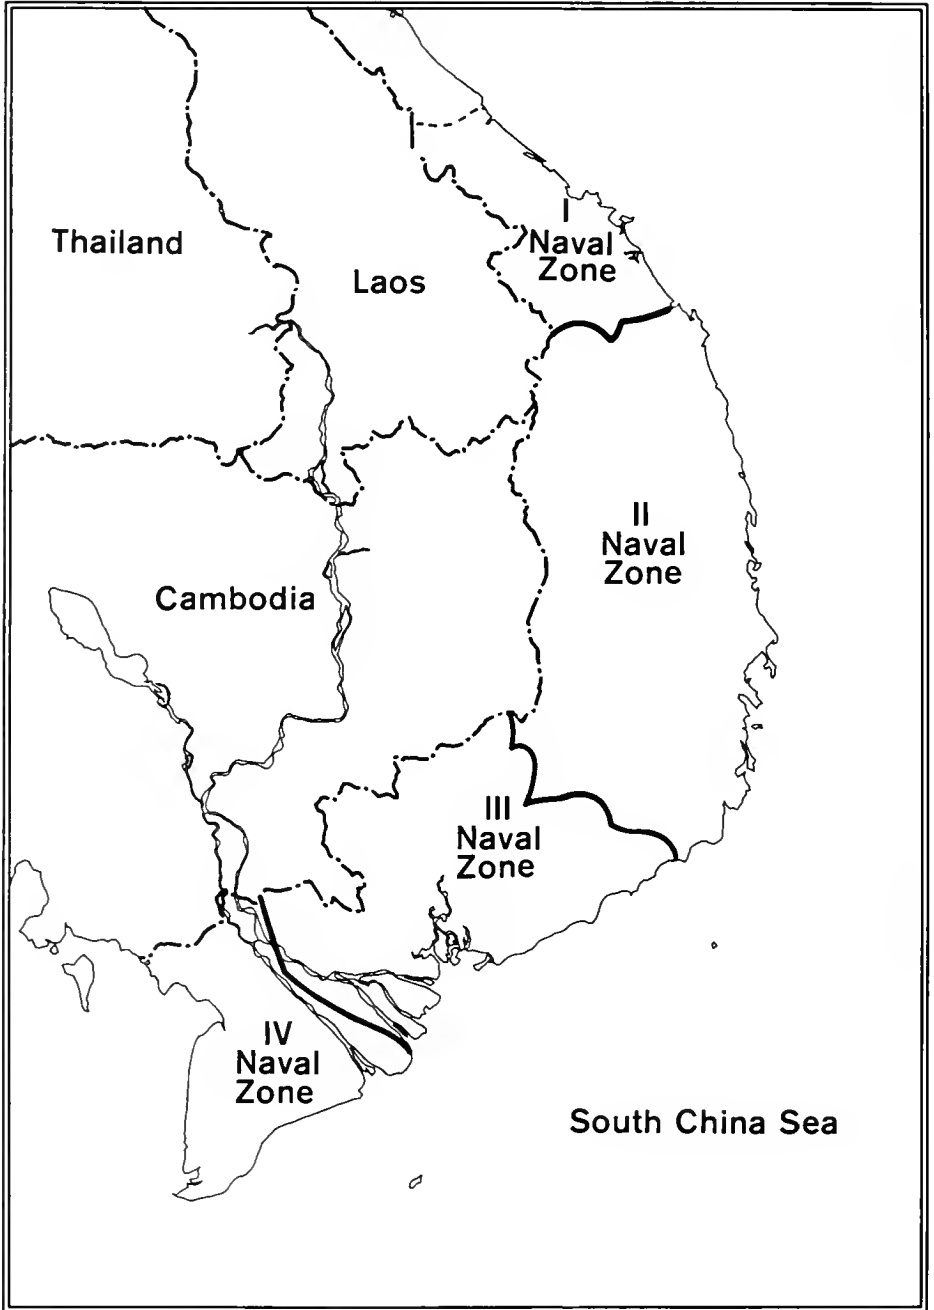 Thailand
Laos
I
Naval
Zone
II
Naval
Zone
Cambodia
III
Naval
Zone
IV
Naval
Zone
South China Sea